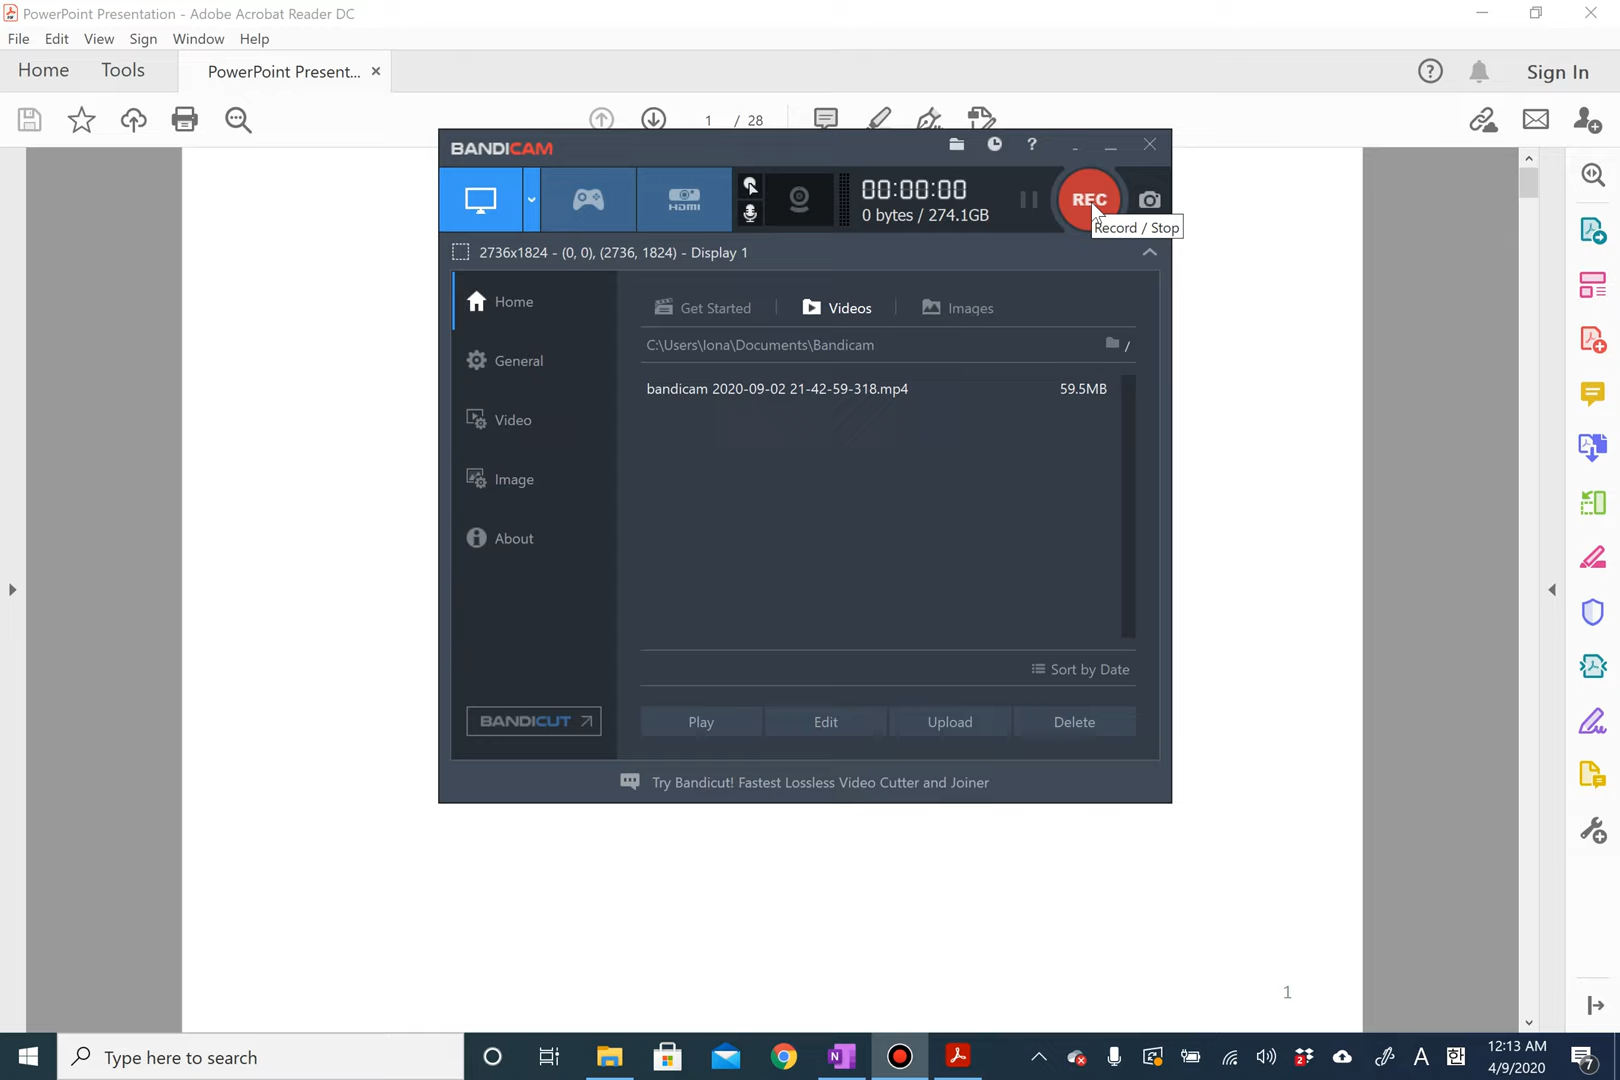 PowerPoint Presentation - Adobe Acrobat Reader DC
File Edit View Sign Window Help
Home Tools PowerPoint Present... Sign In
1 / 28
BANDICAM
HDMI
00:00:00
0 bytes / 274.1GB
REC
Record / Stop
2736x1824 - (0, 0), (2736, 1824) - Display 1
Home
General
Video
Image
About
Get Started Videos Images
C:\Users\Iona\Documents\Bandicam /
bandicam 2020-09-02 21-42-59-318.mp4 59.5MB
Sort by Date
BANDICUT
Play Edit Upload Delete
Try Bandicut! Fastest Lossless Video Cutter and Joiner
1
Type here to search
A 한
12:13 AM
4/9/2020
2
7